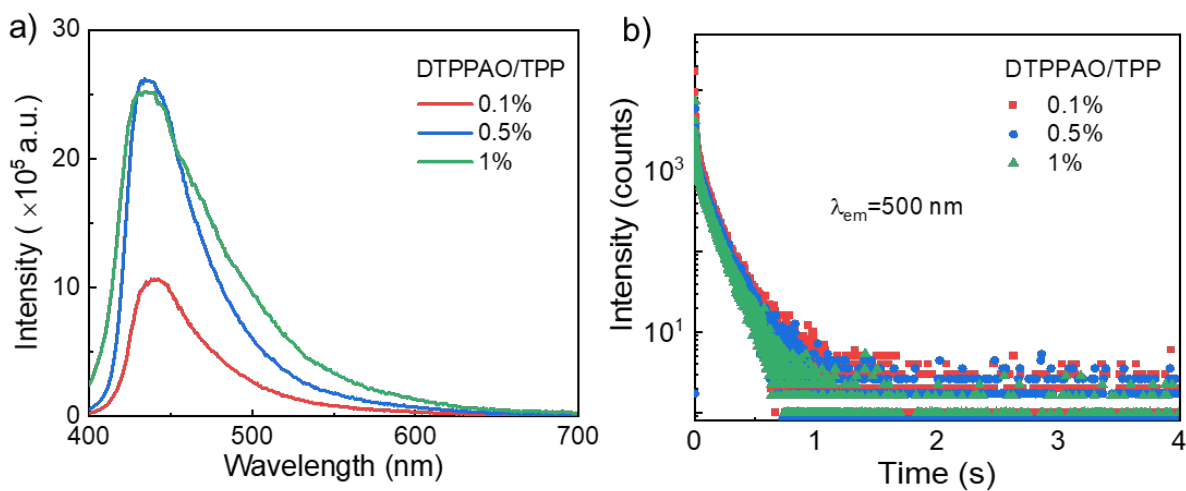 a)
30
20
10
0
Intensity ( ×10⁵ a.u.)
DTPPAO/TPP
0.1%
0.5%
1%
400 500 600 700
Wavelength (nm)
b)
10³
10¹
Intensity (counts)
DTPPAO/TPP
0.1%
0.5%
1%
λem=500 nm
0 1 2 3 4
Time (s)